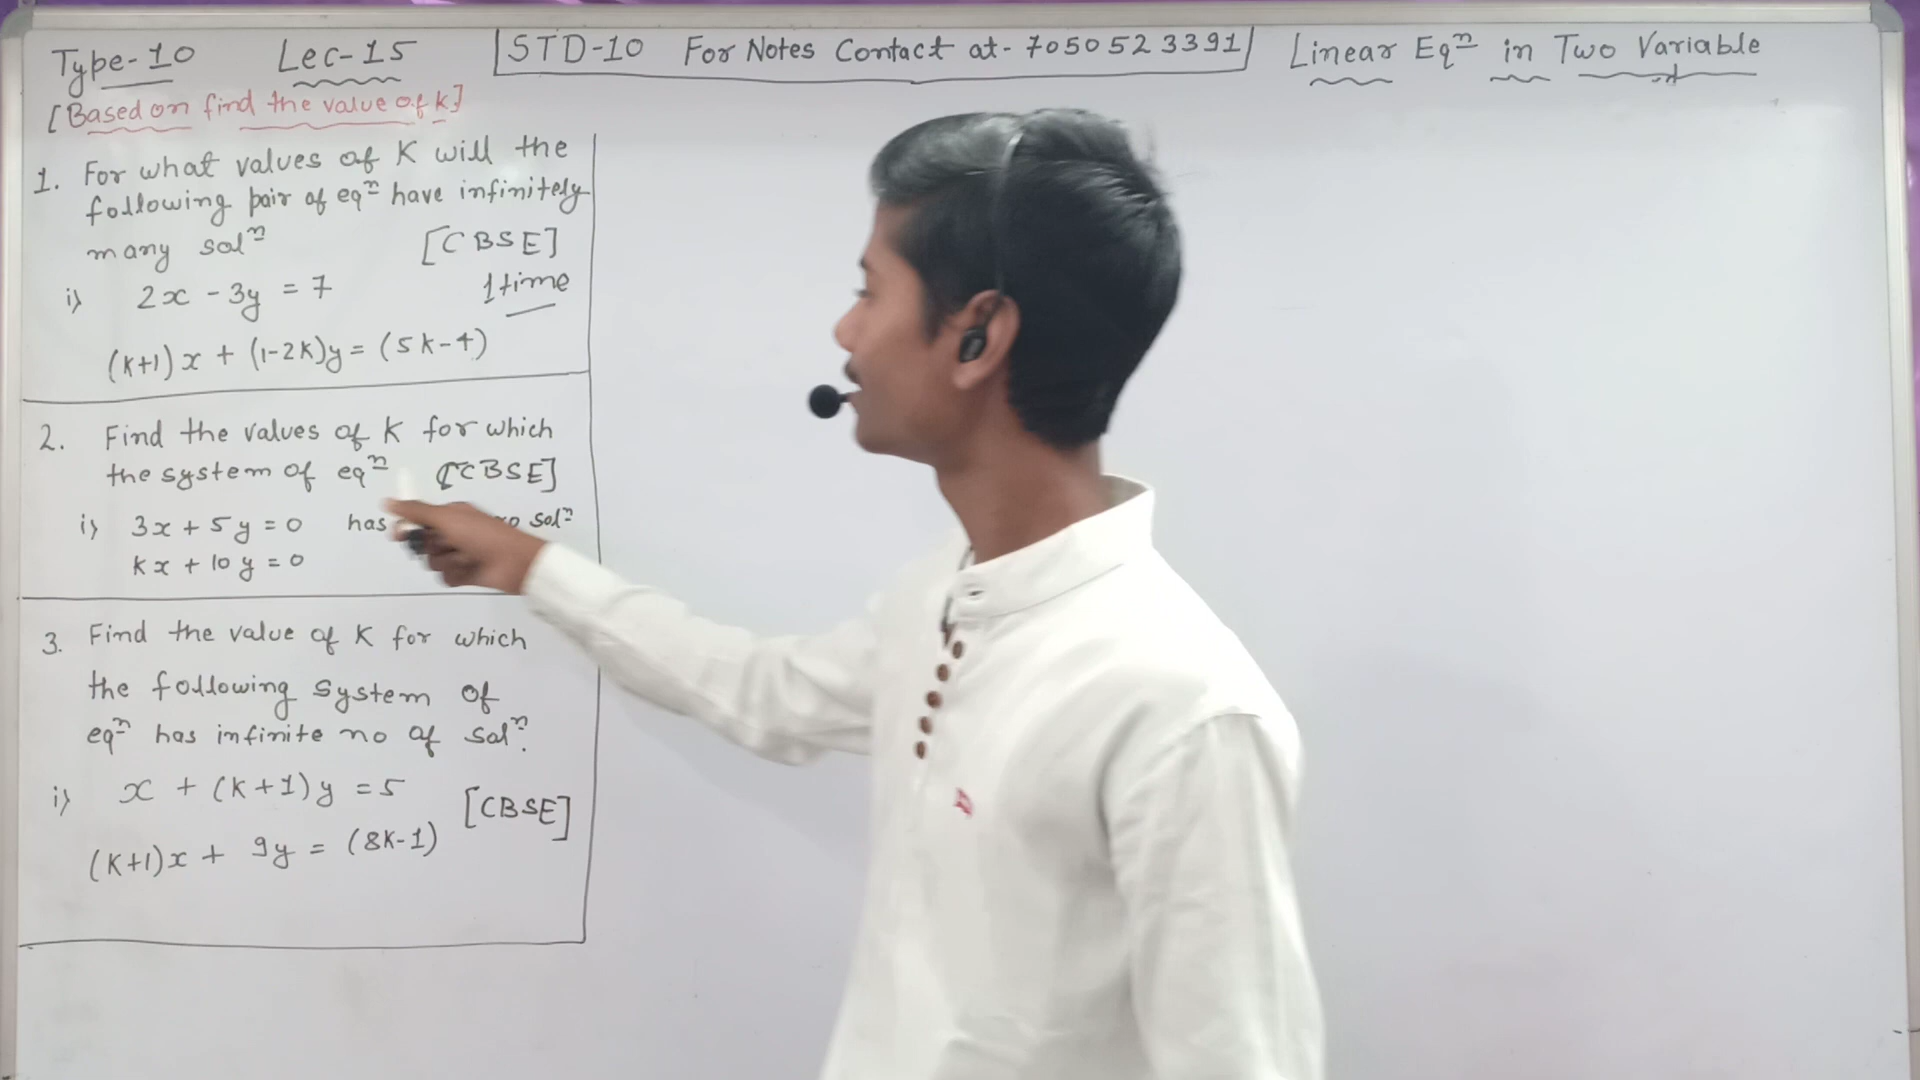 Type-10 Lec-15 STD-10 For Notes Contact at- 7050523391 Linear Eqⁿ in Two Variable
[Based on find the value of k]
1. For what values of K will the
following pair of eqⁿ have infinitely
many solⁿ [CBSE]
i) 2x - 3y = 7 1 time
(k+1)x + (1-2k)y = (5k-4)
2. Find the values of K for which
the system of eqⁿ [CBSE]
i) 3x + 5y = 0 has solⁿ
kx + 10y = 0
3. Find the value of K for which
the following system of
eqⁿ has infinite no of solⁿ.
i) x + (k+1)y = 5
[CBSE]
(k+1)x + 9y = (8k-1)